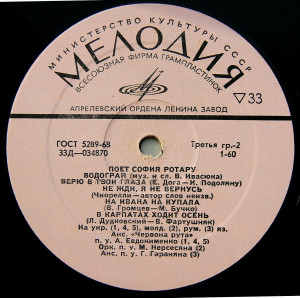 МИНИСТЕРСТВО КУЛЬТУРЫ СССР
МЕЛОДИЯ
ВСЕСОЮЗНАЯ ФИРМА ГРАМПЛАСТИНОК
АПРЕЛЕВСКИЙ ОРДЕНА ЛЕНИНА ЗАВОД
▽33
ГОСТ 5289-68
33Д—034870
Третья гр.-2
1-60
ПОЕТ СОФИЯ РОТАРУ
ВОДОГРАЙ (муз. и сл. В. Ивасюка)
ВЕРЮ В ТВОИ ГЛАЗА (Е. Дога — И. Подоляну)
НЕ ЖДИ, Я НЕ ВЕРНУСЬ
(Чиорелли — автор слов неизв.)
НА ИВАНА НА КУПАЛА
(В. Громцев — М. Бучко)
В КАРПАТАХ ХОДИТ ОСЕНЬ
(Л. Дудковский — В. Фартушняк)
На укр. (1, 4, 5), молд. (2), рум. (3) яз.
Анс. «Червона рута»
п. у. А. Евдокименко (1, 4, 5)
Орк. п/у М. Нерсесяна (2)
Анс. п/у Г. Гараняна (3)